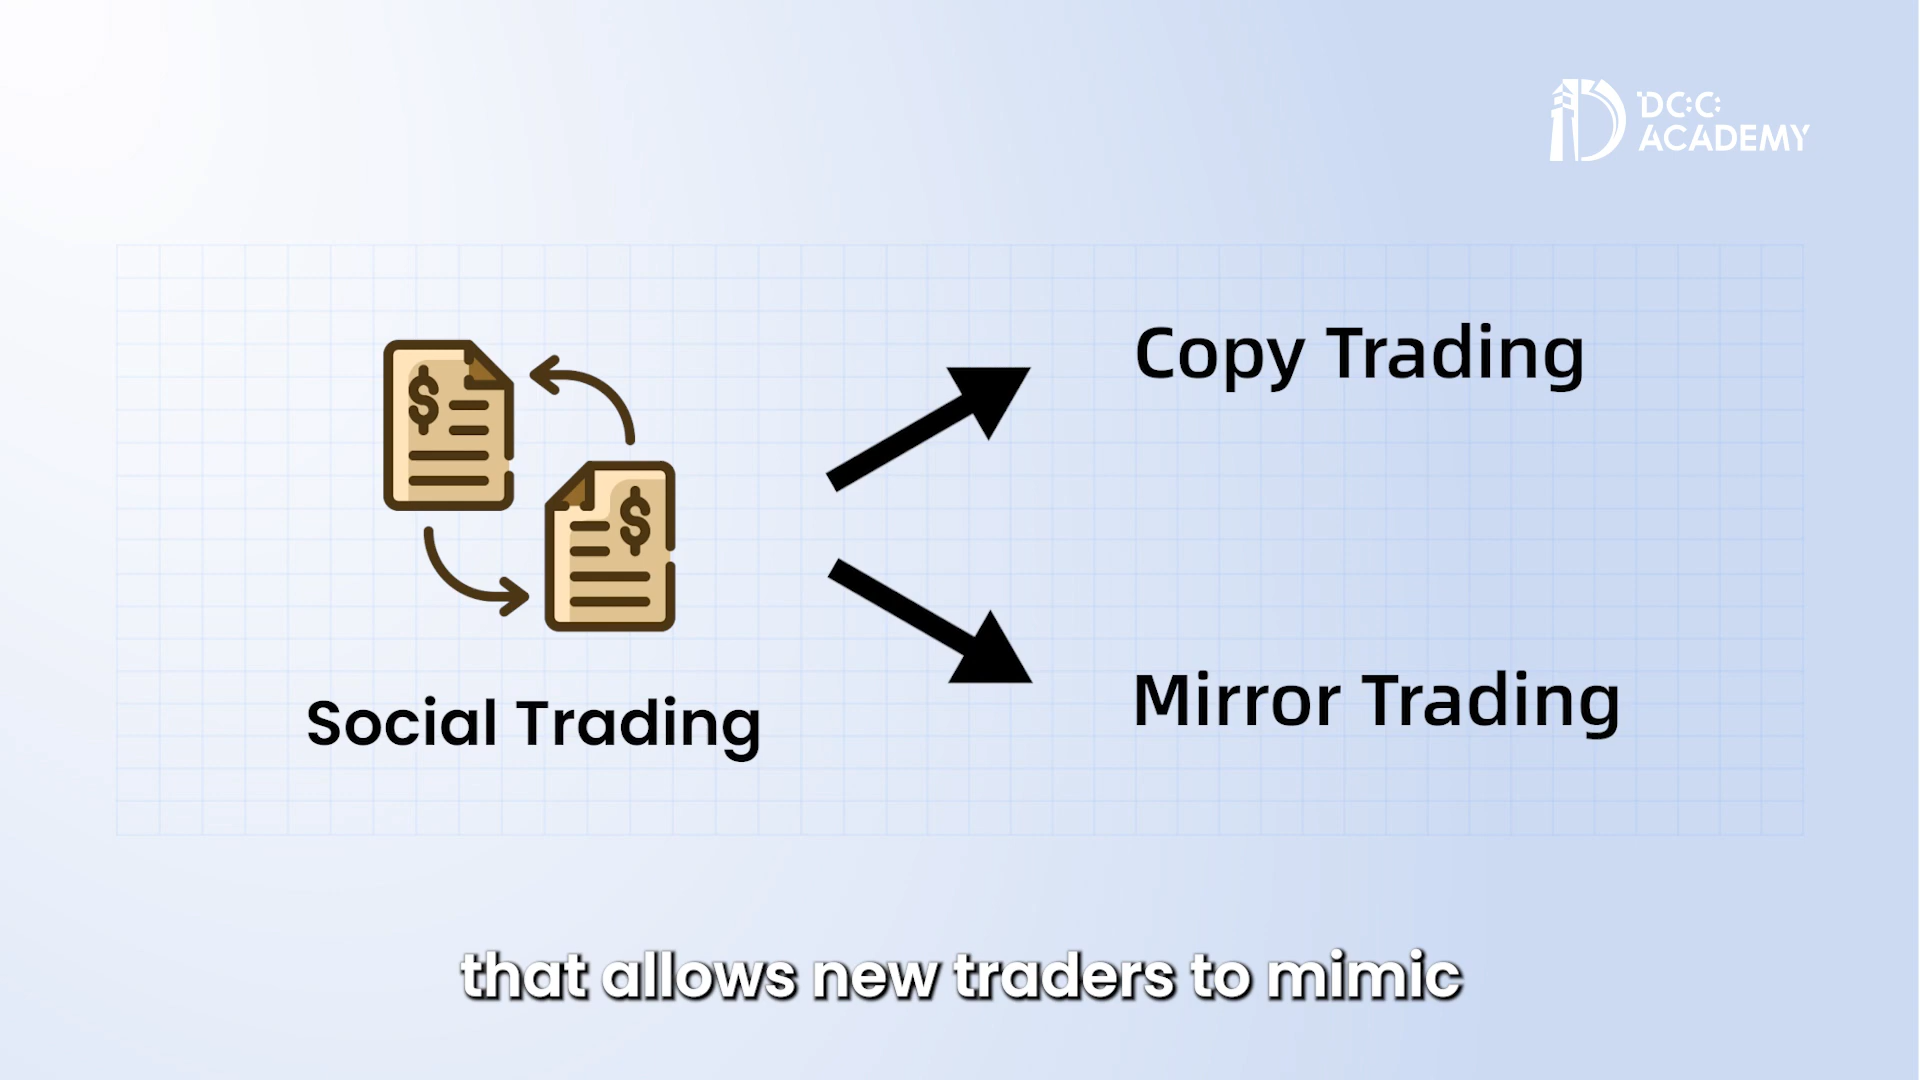 DC:C:
ACADEMY
Copy Trading
Mirror Trading
Social Trading
$
$
that allows new traders to mimic